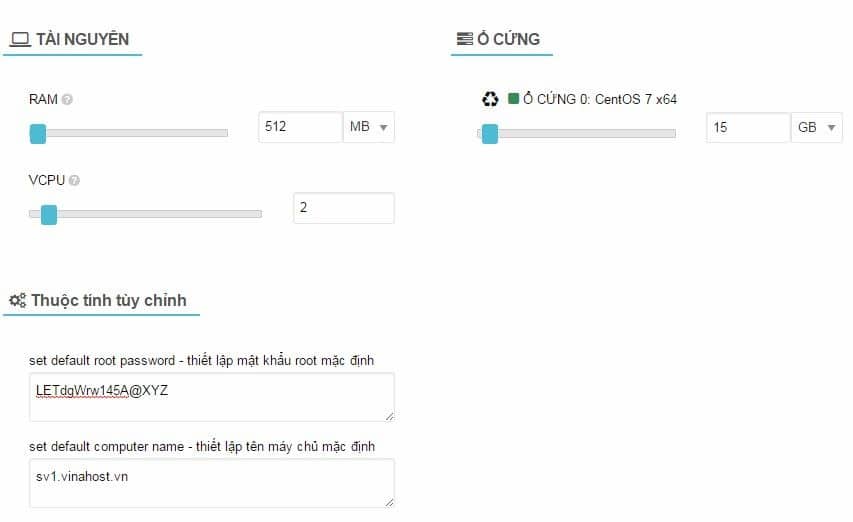 TÀI NGUYÊN
RAM
512 MB
VCPU
2
Ổ CỨNG
Ổ CỨNG 0: CentOS 7 x64
15 GB
Thuộc tính tùy chỉnh
set default root password - thiết lập mật khẩu root mặc định
LETdgWrw145A@XYZ
set default computer name - thiết lập tên máy chủ mặc định
sv1.vinahost.vn